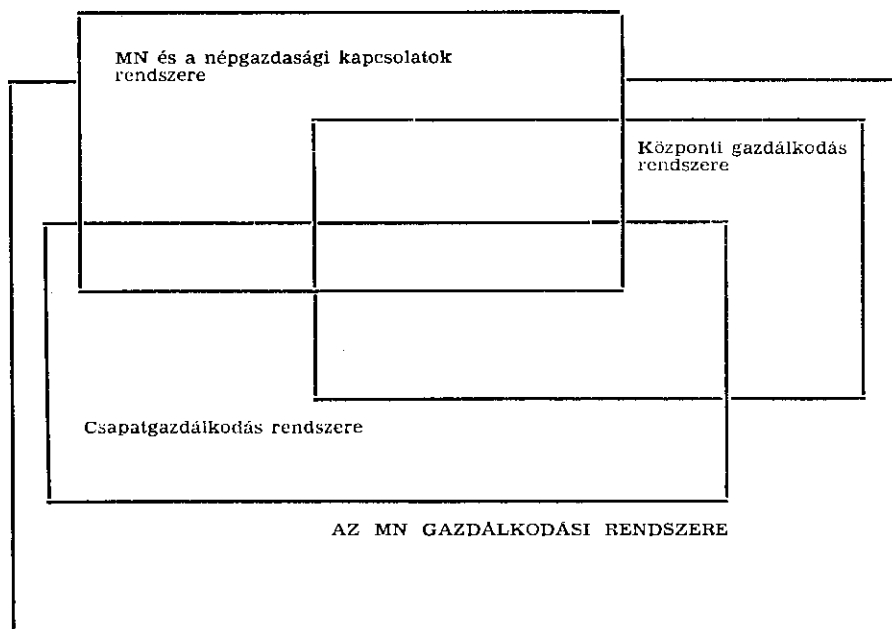 MN és a népgazdasági kapcsolatok
rendszere
Központi gazdálkodás
rendszere
Csapatgazdálkodás rendszere
AZ MN GAZDÁLKODÁSI RENDSZERE